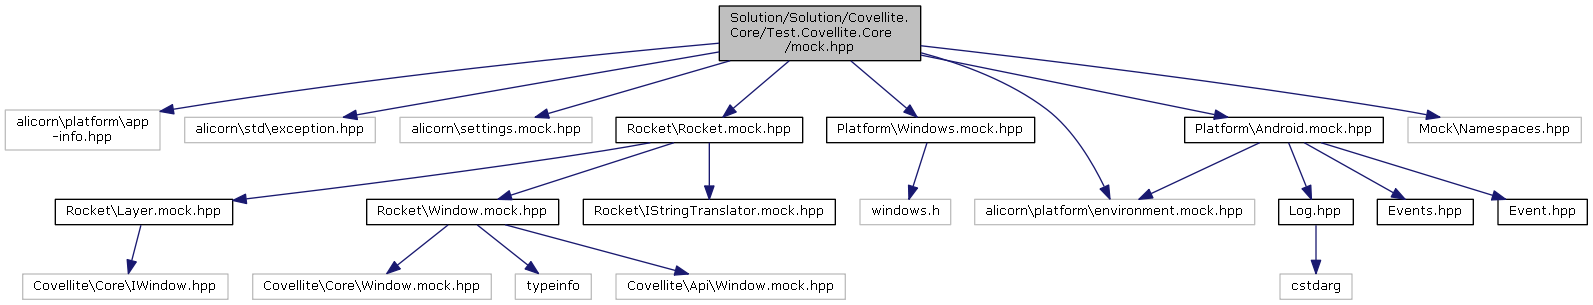 Solution/Solution/Covellite.
Core/Test.Covellite.Core
/mock.hpp
alicorn\platform\app
-info.hpp
alicorn\std\exception.hpp
alicorn\settings.mock.hpp
Rocket\Rocket.mock.hpp
Platform\Windows.mock.hpp
Platform\Android.mock.hpp
Mock\Namespaces.hpp
Rocket\Layer.mock.hpp
Rocket\Window.mock.hpp
Rocket\IStringTranslator.mock.hpp
windows.h
alicorn\platform\environment.mock.hpp
Log.hpp
Events.hpp
Event.hpp
Covellite\Core\IWindow.hpp
Covellite\Core\Window.mock.hpp
typeinfo
Covellite\Api\Window.mock.hpp
cstdarg